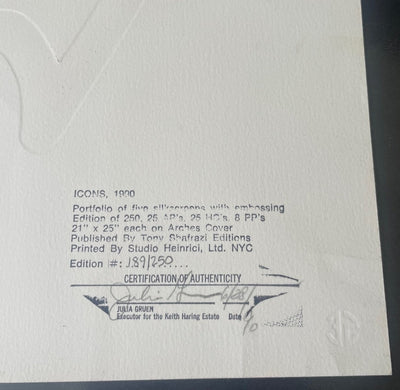 ICONS, 1990
Portfolio of five silkscreens with embossing
Edition of 250, 25 AP's, 25 HC's, 8 PP's
21" x 25" each on Arches Cover
Published By Tony Shafrazi Editions
Printed By Studio Heinrici, Ltd. NYC
Edition #: 189/250
CERTIFICATION OF AUTHENTICITY
JULIA GRUEN
Executor for the Keith Haring Estate Date